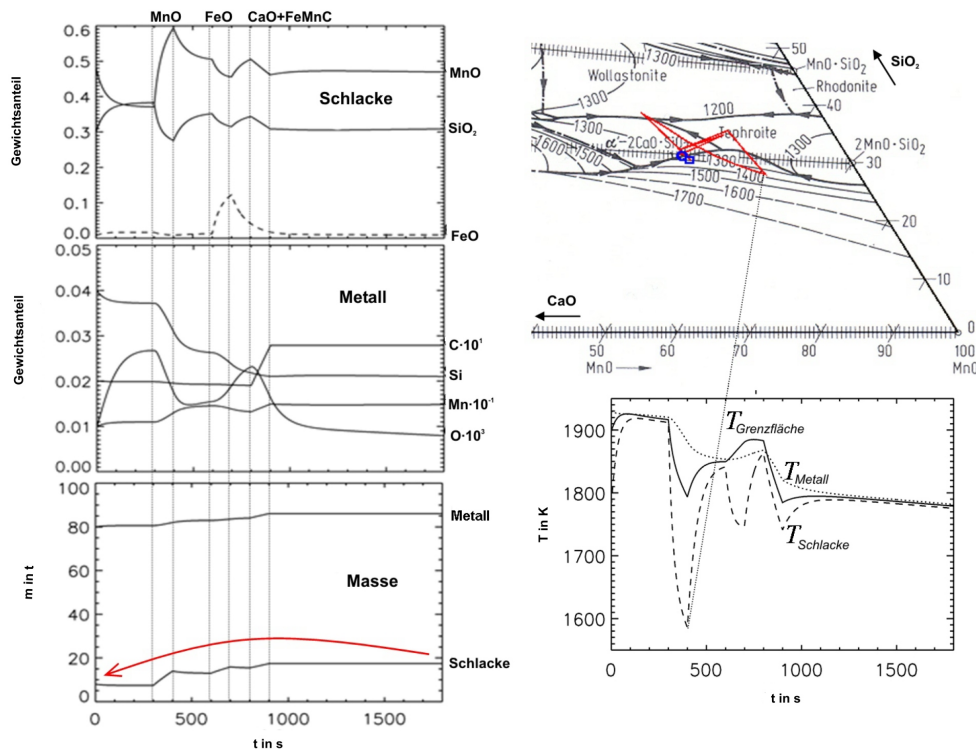 MnO FeO CaO+FeMnC
Gewichtsanteil
0.6
0.5
0.4
0.3
0.2
0.1
0.0
Schlacke
MnO
SiO₂
FeO
Gewichtsanteil
0.05
0.04
0.03
0.02
0.01
0.00
Metall
C·10¹
Si
Mn·10⁻¹
O·10³
m in t
100
80
60
40
20
0
Metall
Masse
Schlacke
0 500 1000 1500
t in s
50
MnO·SiO₂
SiO₂
Rhodonite
40
1300
Wollastonite
1300
1200
1300
Tephroite
α'-2CaO·SiO₂
1300
2MnO·SiO₂
30
1600
1500
1300
1400
1500
1600
1700
20
10
CaO
0
50 60 70 80 90 100
MnO
MnO
T in K
1900
1800
1700
1600
T Grenzfläche
T Metall
T Schlacke
0 500 1000 1500
t in s